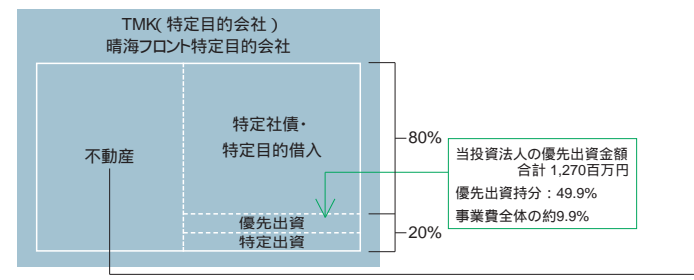 TMK(特定目的会社)
晴海フロント特定目的会社
不動産
特定社債・
特定目的借入
優先出資
特定出資
80%
20%
当投資法人の優先出資金額
合計 1,270百万円
優先出資持分：49.9%
事業費全体の約9.9%